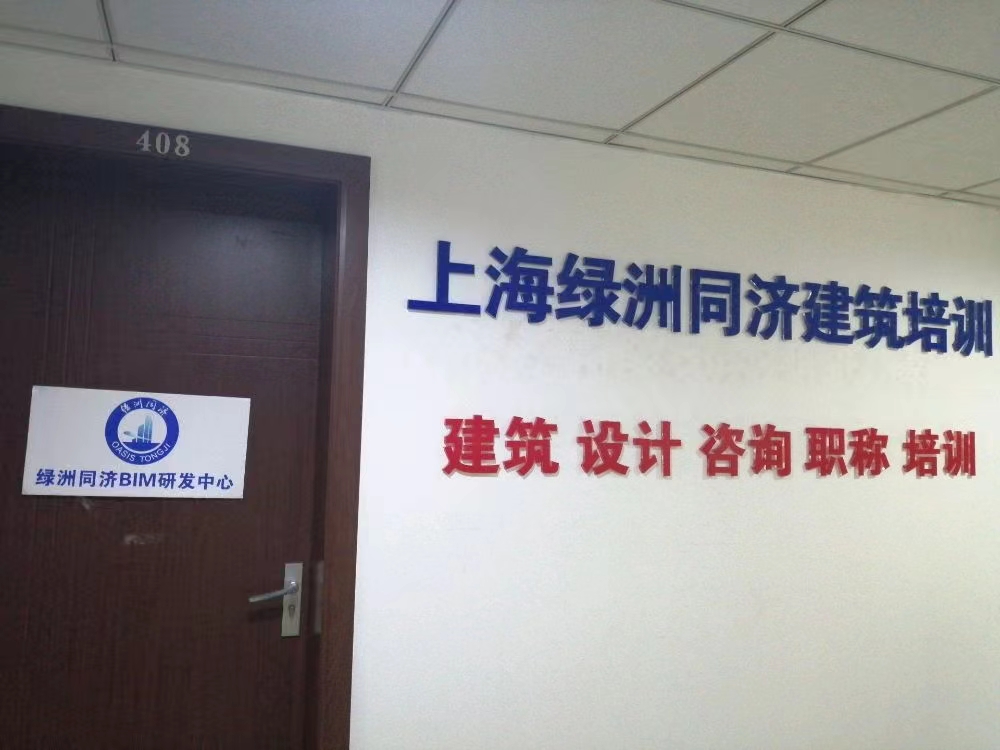 408
上海绿洲同济建筑培训
建筑 设计 咨询 职称 培训
绿洲同济
OASIS TONGJI
绿洲同济BIM研发中心